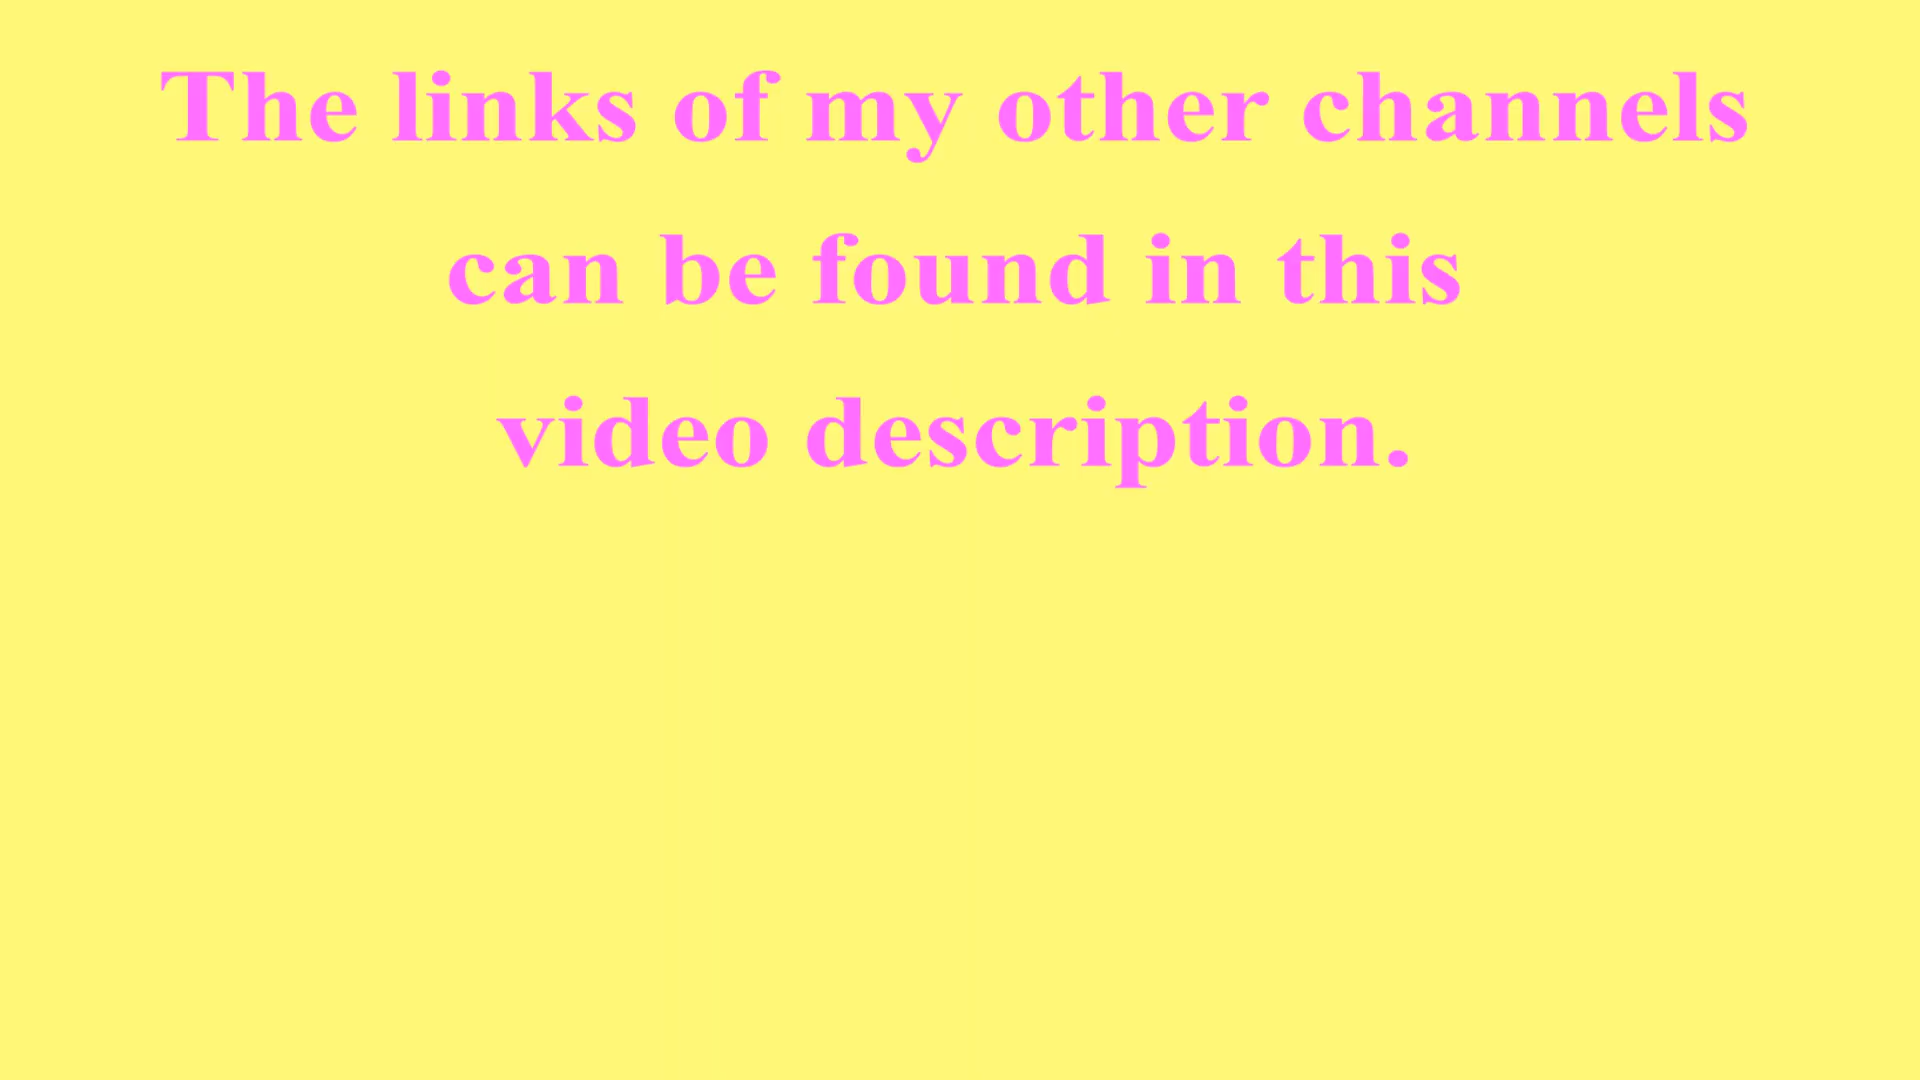 The links of my other channels
can be found in this
video description.